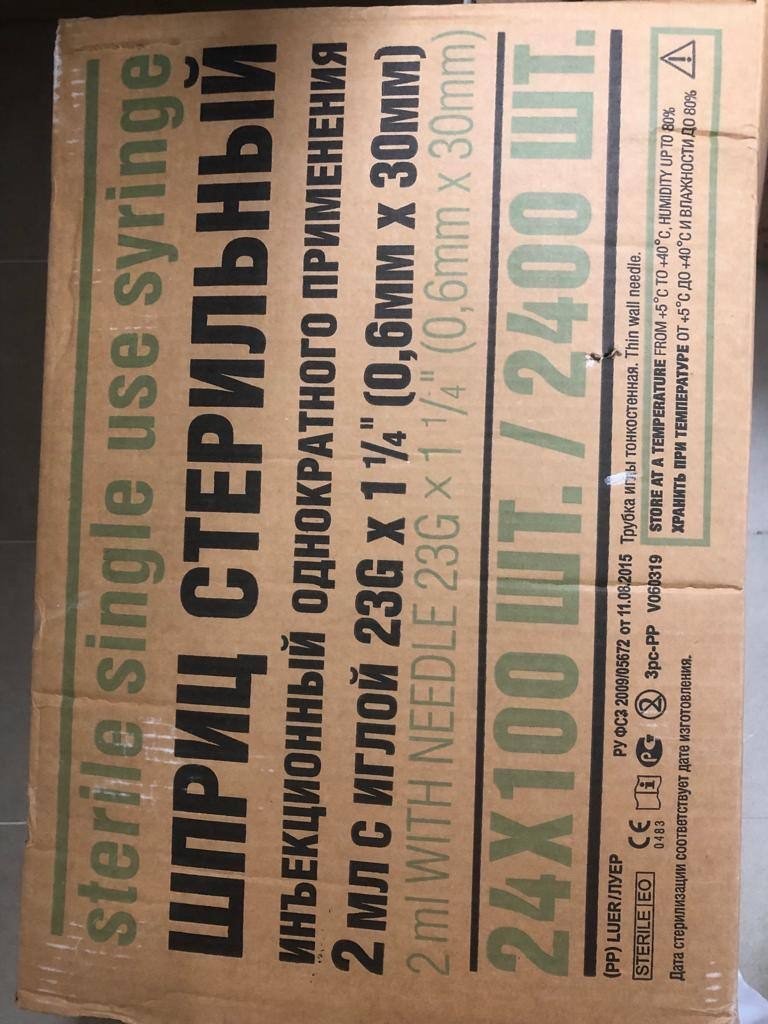 sterile single use syringe
ШПРИЦ СТЕРИЛЬНЫЙ
ИНЪЕКЦИОННЫЙ ОДНОКРАТНОГО ПРИМЕНЕНИЯ
2 МЛ С ИГЛОЙ 23G x 1 ¼" (0,6мм x 30мм)
2 ml WITH NEEDLE 23G x 1 ¼" (0,6mm x 30mm)
24X100 ШТ. / 2400 ШТ.
(PP) LUER/ЛУЕР РУ ФСЗ 2009/05672 от 11.08.2015 Трубка иглы тонкостенная. Thin wall needle.
STERILE EO CE 0483 i РСТ 2 3pc-PP V060319
Дата стерилизации соответствует дате изготовления.
STORE AT A TEMPERATURE FROM +5°C TO +40°C, HUMIDITY UP TO 80%
ХРАНИТЬ ПРИ ТЕМПЕРАТУРЕ ОТ +5°C ДО +40°C И ВЛАЖНОСТИ ДО 80%